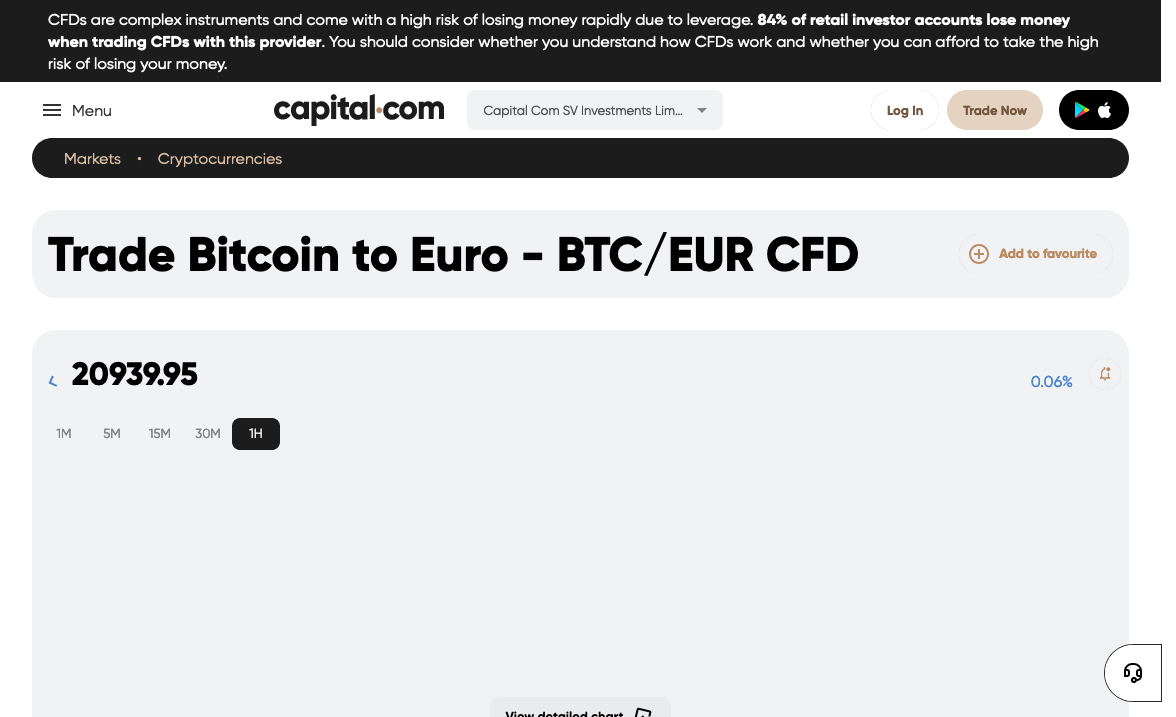 CFDs are complex instruments and come with a high risk of losing money rapidly due to leverage. 84% of retail investor accounts lose money
when trading CFDs with this provider. You should consider whether you understand how CFDs work and whether you can afford to take the high
risk of losing your money.
Menu
capital.com
Capital Com SV Investments Lim...
Log In
Trade Now
Markets • Cryptocurrencies
Trade Bitcoin to Euro - BTC/EUR CFD
Add to favourite
20939.95
0.06%
1M 5M 15M 30M 1H
View detailed chart